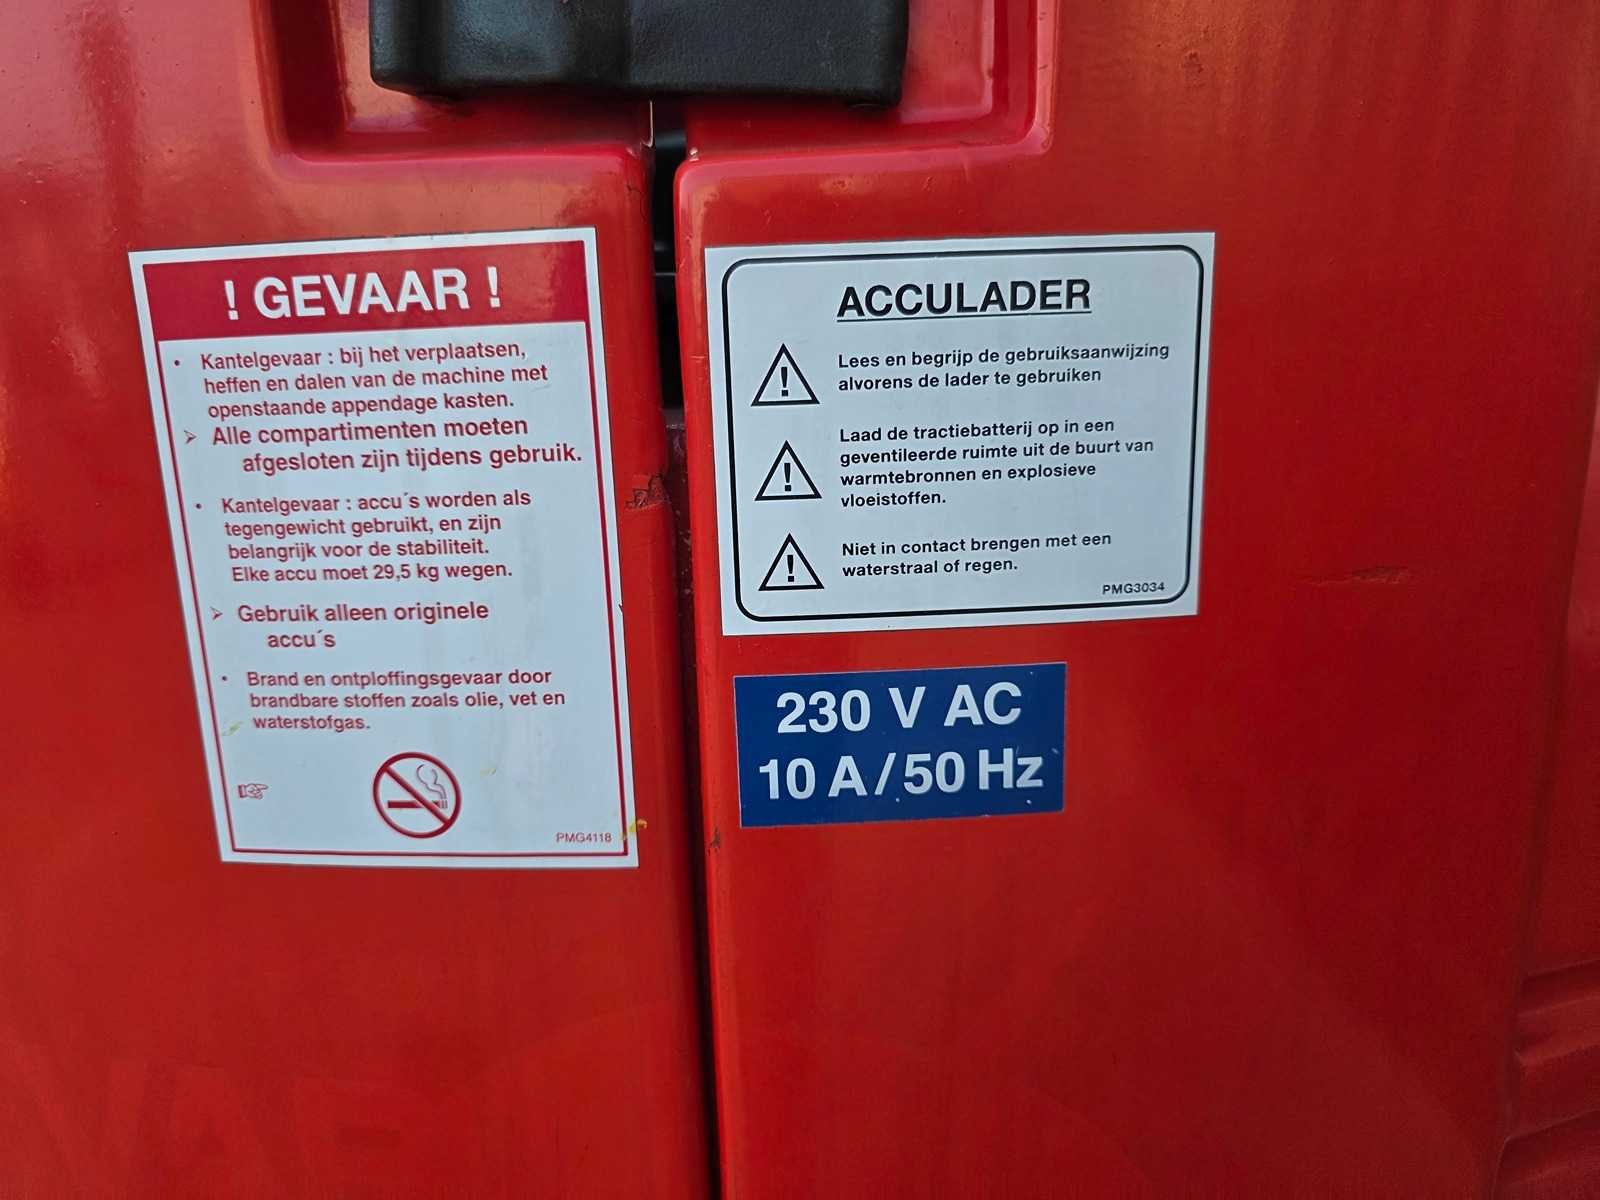 ! GEVAAR !
• Kantelgevaar : bij het verplaatsen,
heffen en dalen van de machine met
openstaande appendage kasten.
➢ Alle compartimenten moeten
afgesloten zijn tijdens gebruik.
• Kantelgevaar : accu´s worden als
tegengewicht gebruikt, en zijn
belangrijk voor de stabiliteit.
Elke accu moet 29,5 kg wegen.
➢ Gebruik alleen originele
accu´s
• Brand en ontploffingsgevaar door
brandbare stoffen zoals olie, vet en
waterstofgas.
PMG4118
ACCULADER
Lees en begrijp de gebruiksaanwijzing
alvorens de lader te gebruiken
Laad de tractiebatterij op in een
geventileerde ruimte uit de buurt van
warmtebronnen en explosieve
vloeistoffen.
Niet in contact brengen met een
waterstraal of regen.
PMG3034
230 V AC
10 A/50 Hz